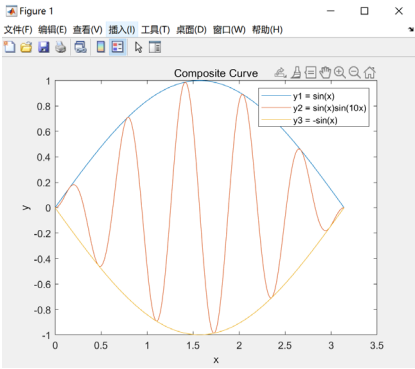 Figure 1
文件(F) 编辑(E) 查看(V) 插入(I) 工具(T) 桌面(D) 窗口(W) 帮助(H)
Composite Curve
y1 = sin(x)
y2 = sin(x)sin(10x)
y3 = -sin(x)
1
0.8
0.6
0.4
0.2
0
-0.2
-0.4
-0.6
-0.8
-1
y
0 0.5 1 1.5 2 2.5 3 3.5
x